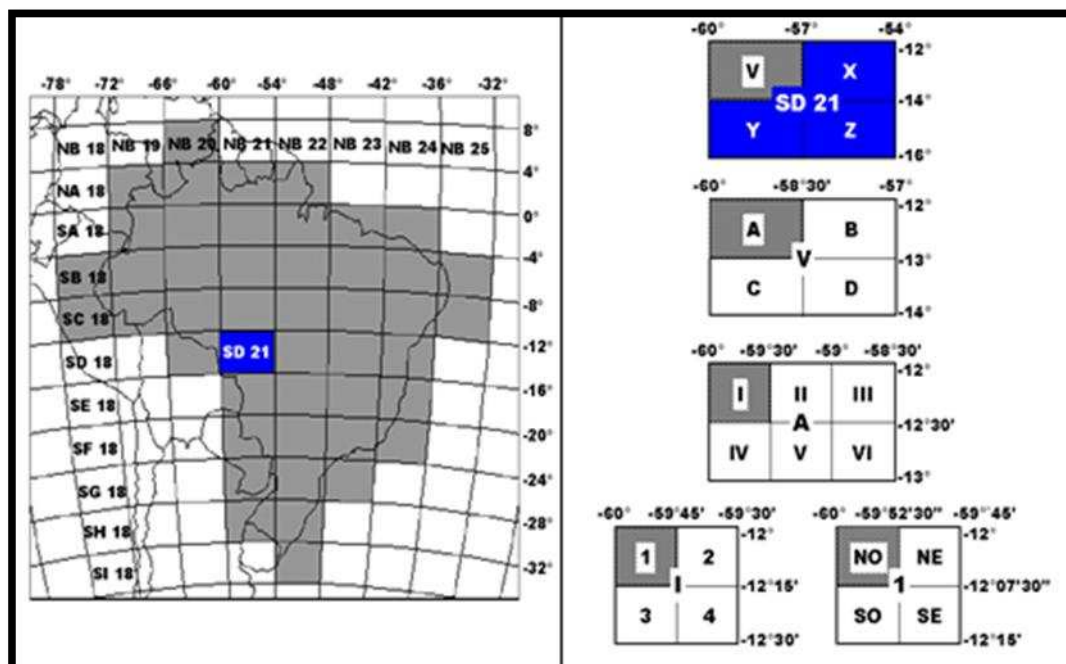 -78° -72° -66° -60° -54° -48° -36° -32°
NB 18 NB 19 NB 20 NB 21 NB 22 NB 23 NB 24 NB 25
8°
4°
NA 18
0°
SA 18
-4°
SB 18
-8°
SC 18
-12°
SD 18
SD 21
-16°
SE 18
-20°
SF 18
-24°
SG 18
-28°
SH 18
-32°
SI 18
-60° -57° -54°
-12°
V X
SD 21
-14°
Y Z
-16°
-60° -58°30' -57°
-12°
A B
V
-13°
C D
-14°
-60° -59°30' -59° -58°30'
-12°
I II III
A
-12°30'
IV V VI
-13°
-60° -59°45' -59°30'
-12°
1 2
I
-12°15'
3 4
-12°30'
-60° -59°52'30" -59°45'
-12°
NO NE
1
-12°07'30"
SO SE
-12°15'